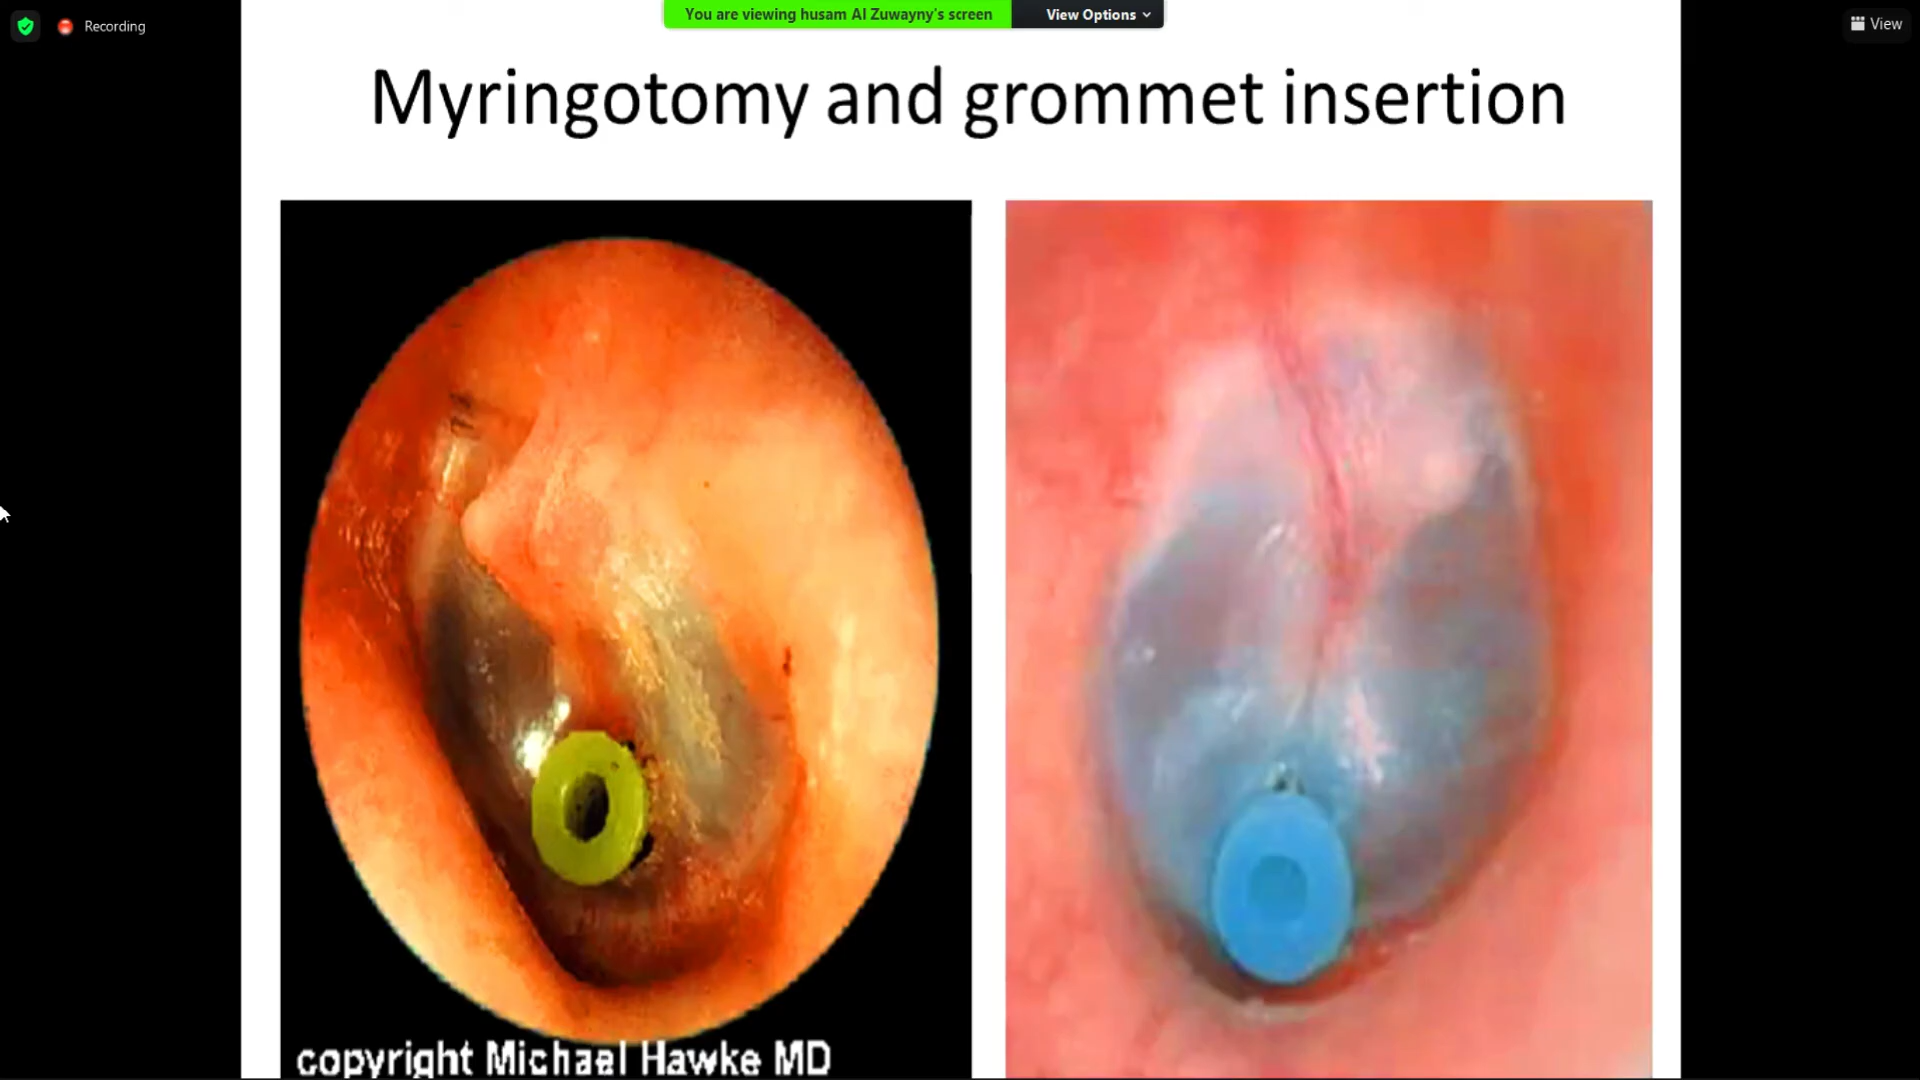 Recording
You are viewing husam Al Zuwayny's screen
View Options
View
Myringotomy and grommet insertion
copyright Michael Hawke MD